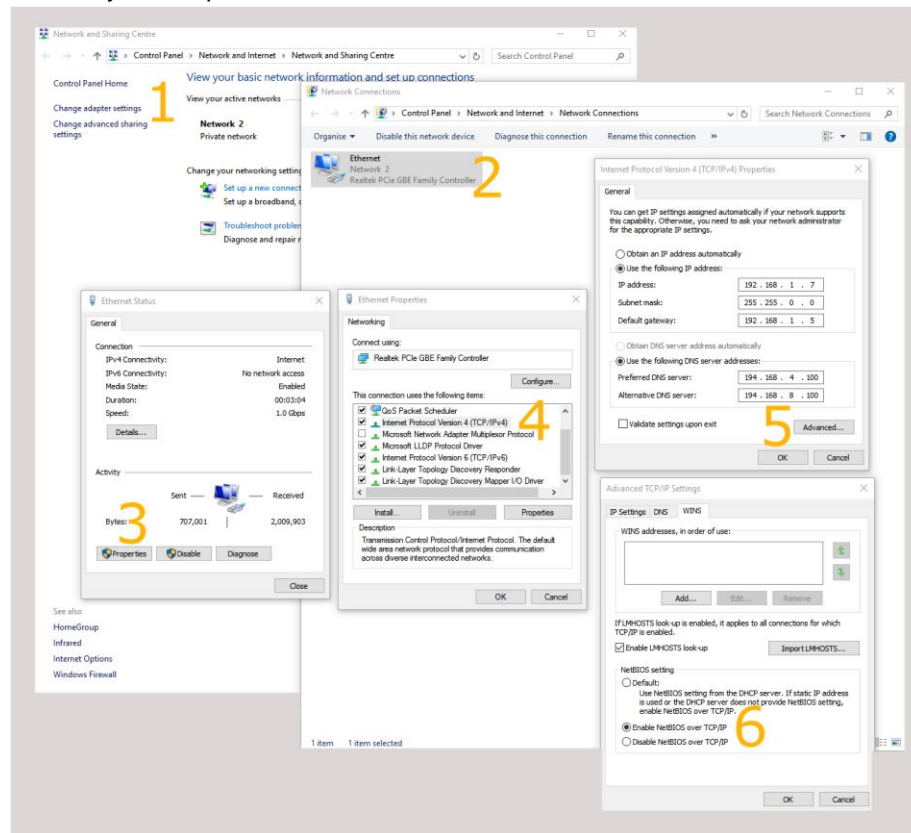 Network and Sharing Centre
Control Panel > Network and Internet > Network and Sharing Centre
Search Control Panel
Control Panel Home
1
Change adapter settings
Change advanced sharing
settings
View your basic network information and set up connections
View your active networks
Network 2
Private network
Change your networking setting
Set up a new connect
Set up a broadband,
Troubleshoot probler
Diagnose and repair r
See also
HomeGroup
Infrared
Internet Options
Windows Firewall
Network Connections
Control Panel > Network and Internet > Network Connections
Search Network Connections
Organise
Disable this network device
Diagnose this connection
Rename this connection
»
Ethernet
Network 2
Realtek PCIe GBE Family Controller
2
1 item
1 item selected
Ethernet Status
General
Connection
IPv4 Connectivity: Internet
IPv6 Connectivity: No network access
Media State: Enabled
Duration: 00:03:04
Speed: 1.0 Gbps
Details...
Activity
Sent
Received
Bytes: 707,001 2,009,903
3
Properties
Disable
Diagnose
Close
Ethernet Properties
Networking
Connect using:
Realtek PCIe GBE Family Controller
Configure...
This connection uses the following items:
QoS Packet Scheduler
Internet Protocol Version 4 (TCP/IPv4)
Microsoft Network Adapter Multiplexor Protocol
Microsoft LLDP Protocol Driver
Internet Protocol Version 6 (TCP/IPv6)
Link-Layer Topology Discovery Responder
Link-Layer Topology Discovery Mapper I/O Driver
4
Install...
Uninstall
Properties
Description
Transmission Control Protocol/Internet Protocol. The default
wide area network protocol that provides communication
across diverse interconnected networks.
OK
Cancel
Internet Protocol Version 4 (TCP/IPv4) Properties
General
You can get IP settings assigned automatically if your network supports
this capability. Otherwise, you need to ask your network administrator
for the appropriate IP settings.
Obtain an IP address automatically
Use the following IP address:
IP address: 192 . 168 . 1 . 7
Subnet mask: 255 . 255 . 0 . 0
Default gateway: 192 . 168 . 1 . 5
Obtain DNS server address automatically
Use the following DNS server addresses:
Preferred DNS server: 194 . 168 . 4 . 100
Alternative DNS server: 194 . 168 . 8 . 100
Validate settings upon exit
5
Advanced...
OK
Cancel
Advanced TCP/IP Settings
IP Settings
DNS
WINS
WINS addresses, in order of use:
Add...
Edit...
Remove
If LMHOSTS look-up is enabled, it applies to all connections for which
TCP/IP is enabled.
Enable LMHOSTS look-up
Import LMHOSTS...
NetBIOS setting
Default:
Use NetBIOS setting from the DHCP server. If static IP address
is used or the DHCP server does not provide NetBIOS setting,
enable NetBIOS over TCP/IP.
Enable NetBIOS over TCP/IP
Disable NetBIOS over TCP/IP
6
OK
Cancel